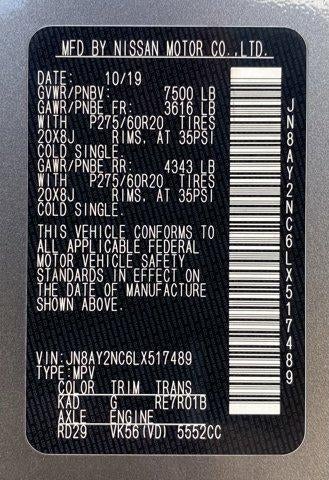 MFD BY NISSAN MOTOR CO.,LTD.
DATE: 10/19
GVWR/PNBV: 7500 LB
GAWR/PNBE FR: 3616 LB
WITH P275/60R20 TIRES
20X8J RIMS, AT 35PSI
COLD SINGLE.
GAWR/PNBE RR: 4343 LB
WITH P275/60R20 TIRES
20X8J RIMS, AT 35PSI
COLD SINGLE.
THIS VEHICLE CONFORMS TO
ALL APPLICABLE FEDERAL
MOTOR VEHICLE SAFETY
STANDARDS IN EFFECT ON
THE DATE OF MANUFACTURE
SHOWN ABOVE.
VIN:JN8AY2NC6LX517489
TYPE:MPV
COLOR TRIM TRANS
KAD G RE7R01B
AXLE ENGINE
RD29 VK56(VD) 5552CC
JN8AY2NC6LX517489